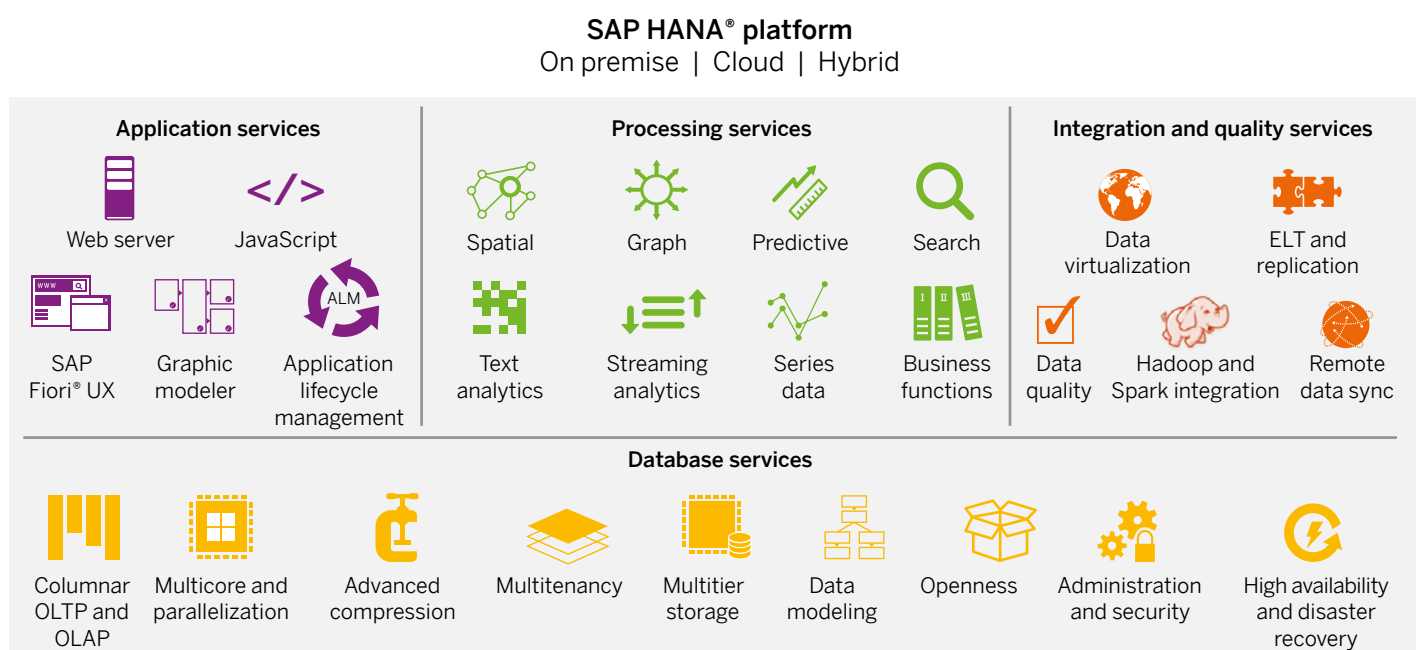 SAP HANA® platform
On premise | Cloud | Hybrid
Application services
</>
Web server
JavaScript
WWW
ALM
SAP
Fiori® UX
Graphic
modeler
Application
lifecycle
management
Processing services
Spatial
Graph
Predictive
Search
I II III
Text
analytics
Streaming
analytics
Series
data
Business
functions
Integration and quality services
Data
virtualization
ELT and
replication
Data
quality
Hadoop and
Spark integration
Remote
data sync
Database services
Columnar
OLTP and
OLAP
Multicore and
parallelization
Advanced
compression
Multitenancy
Multitier
storage
Data
modeling
Openness
Administration
and security
High availability
and disaster
recovery